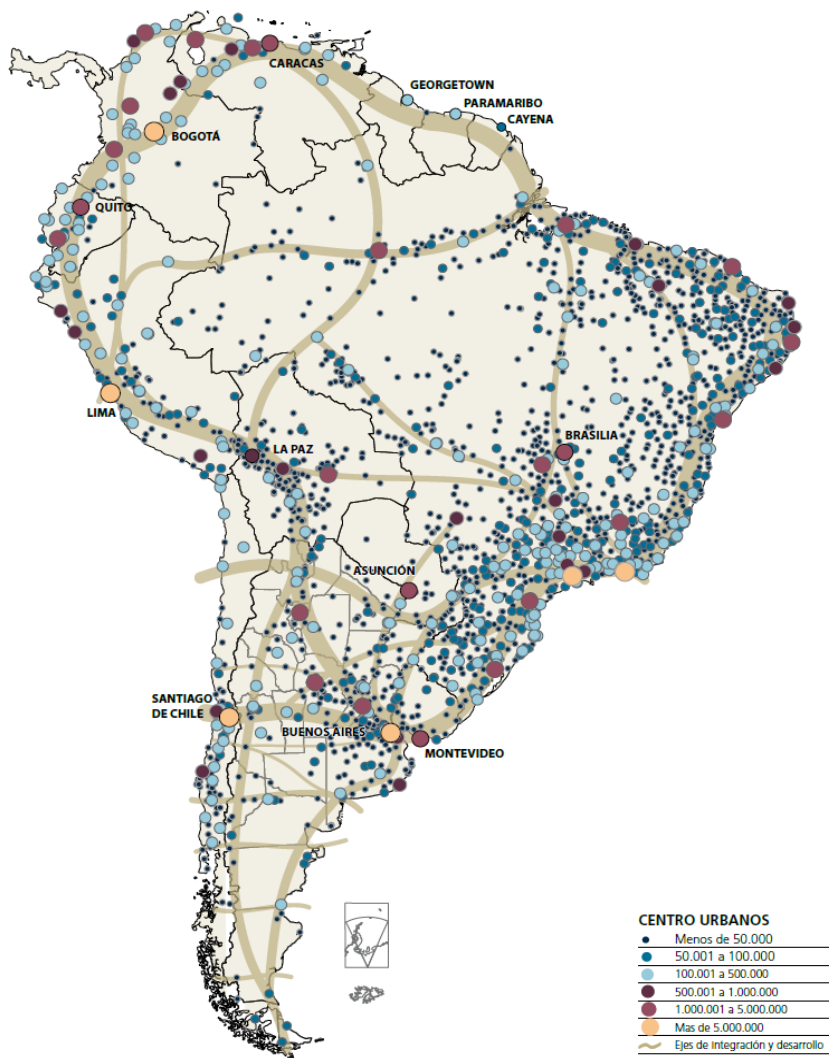 CARACAS
GEORGETOWN
PARAMARIBO
CAYENA
BOGOTÁ
QUITO
LIMA
LA PAZ
BRASILIA
ASUNCIÓN
SANTIAGO
DE CHILE
BUENOS AIRES
MONTEVIDEO
CENTRO URBANOS
Menos de 50.000
50.001 a 100.000
100.001 a 500.000
500.001 a 1.000.000
1.000.001 a 5.000.000
Mas de 5.000.000
Ejes de Integración y desarrollo